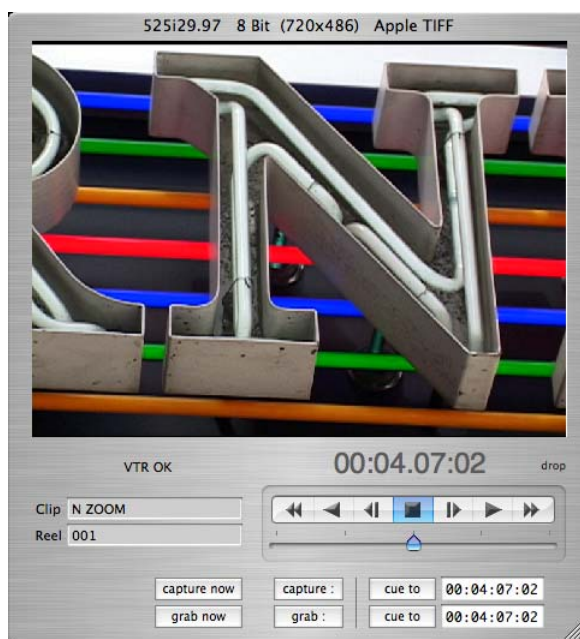 525i29.97 8 Bit (720x486) Apple TIFF
N
VTR OK
00:04.07:02
drop
Clip N ZOOM
Reel 001
capture now capture : cue to 00:04:07:02
grab now grab : cue to 00:04:07:02